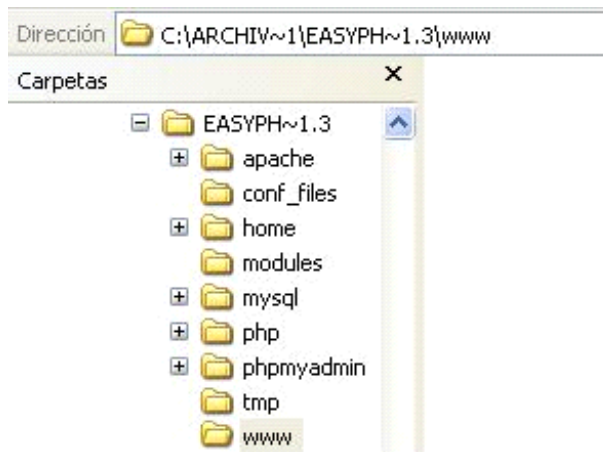 Dirección C:\ARCHIV~1\EASYPH~1.3\www
Carpetas
EASYPH~1.3
apache
conf_files
home
modules
mysql
php
phpmyadmin
tmp
www